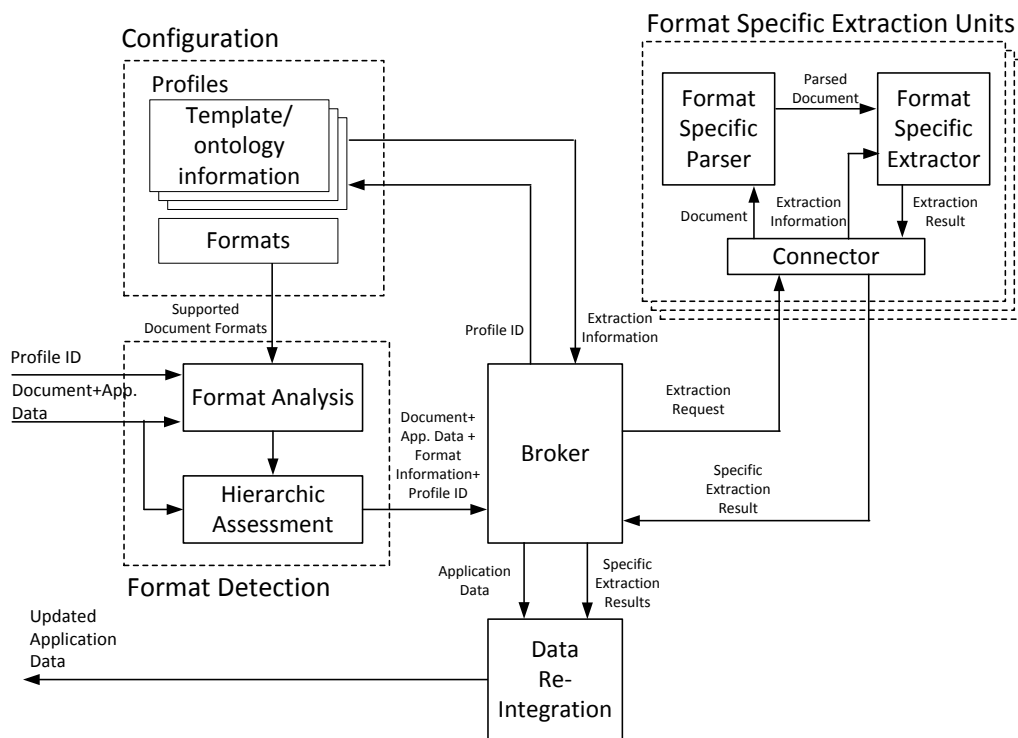 Configuration
Profiles
Template/
ontology
information
Formats
Supported
Document Formats
Format Specific Extraction Units
Format
Specific
Parser
Parsed
Document
Format
Specific
Extractor
Document
Extraction
Information
Extraction
Result
Connector
Profile ID
Document+App.
Data
Format Analysis
Hierarchic
Assessment
Format Detection
Document+
App. Data +
Format
Information+
Profile ID
Profile ID
Extraction
Information
Broker
Extraction
Request
Specific
Extraction
Result
Application
Data
Specific
Extraction
Results
Data
Re-
Integration
Updated
Application
Data